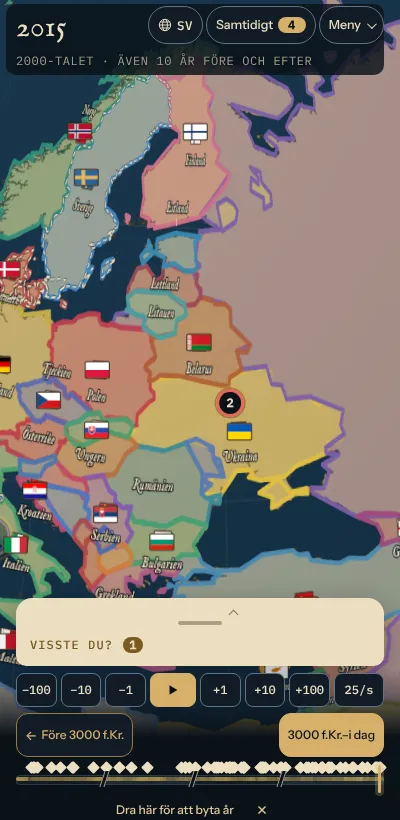 2015
SV
Samtidigt 4
Meny
2000-TALET · ÄVEN 10 ÅR FÖRE OCH EFTER
Finland
Sverige
Estland
Lettland
Litauen
Belarus
Tjeckien
Polen
2
Österrike
Ungern
Ukraina
Rumänien
Kroatien
Serbien
Italien
Bulgarien
Grekland
VISSTE DU? 1
−100
−10
−1
+1
+10
+100
25/s
← Före 3000 f.Kr.
3000 f.Kr.–i dag
Dra här för att byta år ×